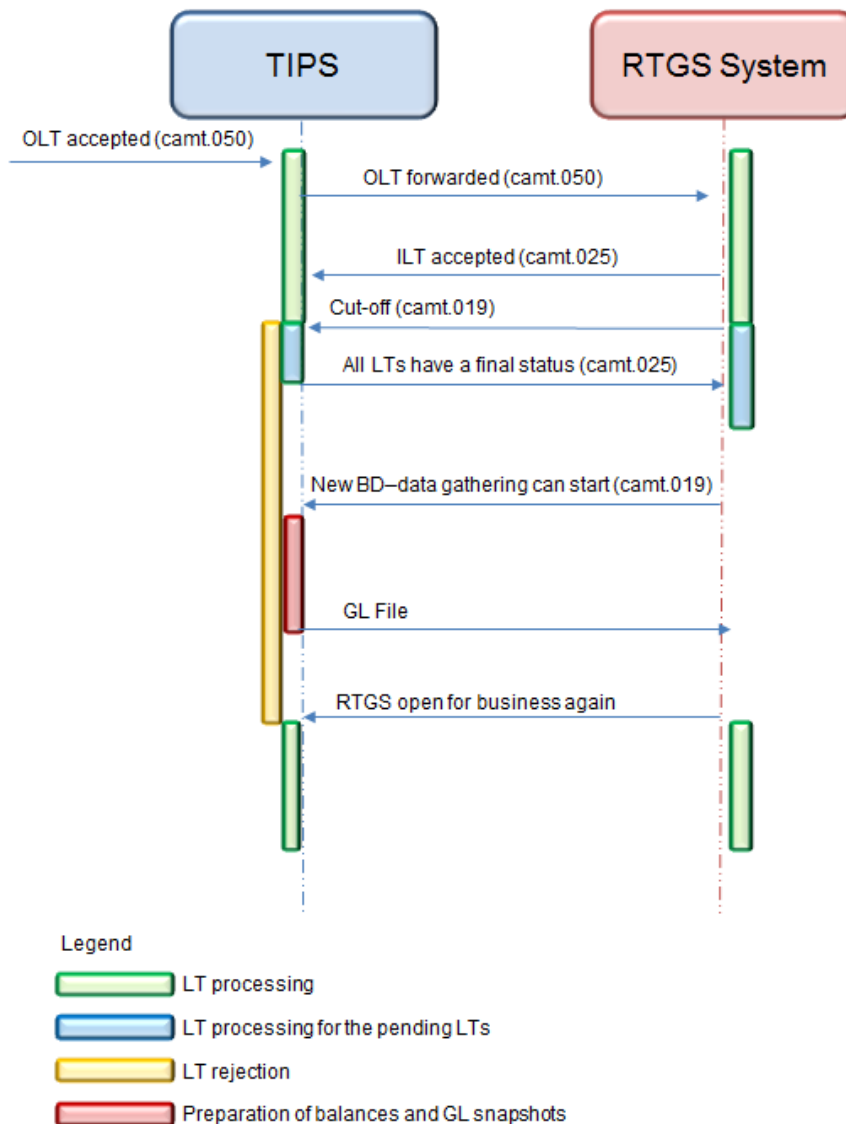 TIPS
RTGS System
OLT accepted (camt.050)
OLT forwarded (camt.050)
ILT accepted (camt.025)
Cut-off (camt.019)
All LTs have a final status (camt.025)
New BD–data gathering can start (camt.019)
GL File
RTGS open for business again
Legend
LT processing
LT processing for the pending LTs
LT rejection
Preparation of balances and GL snapshots